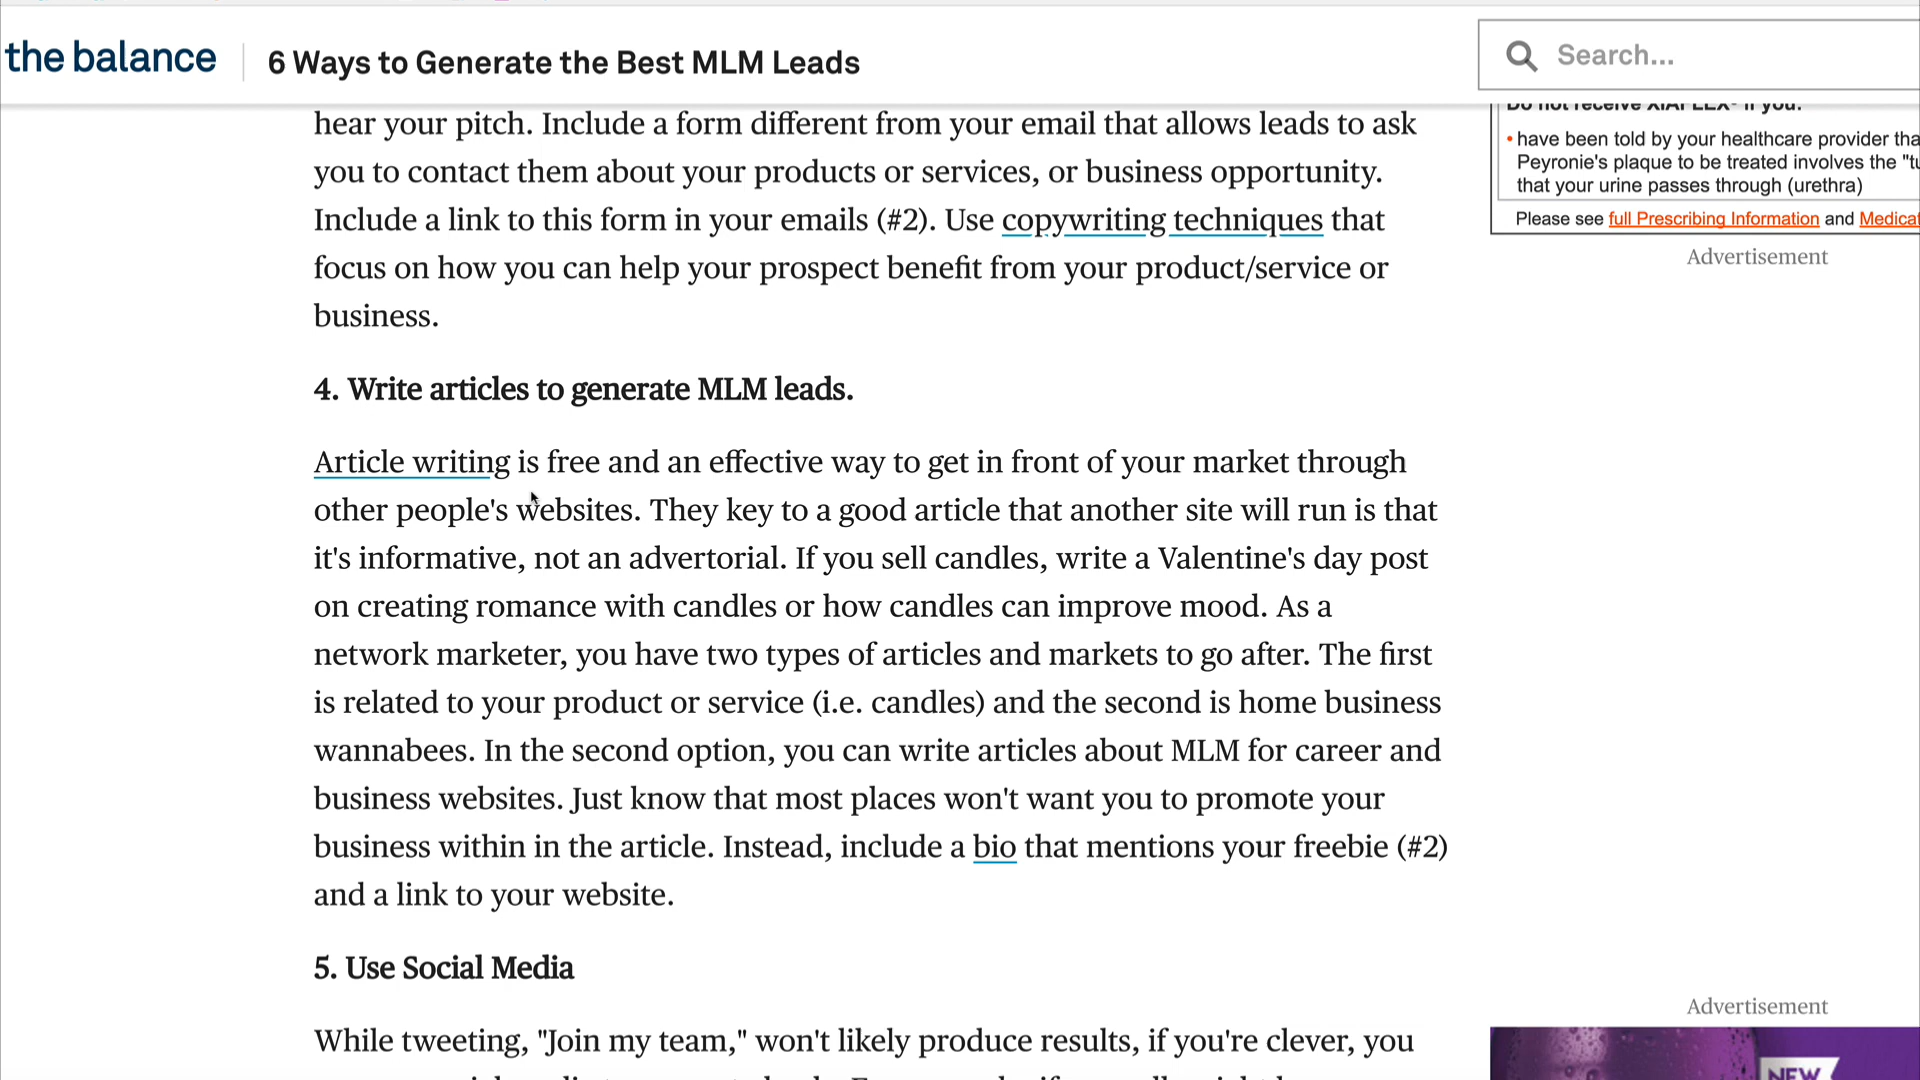 the balance
6 Ways to Generate the Best MLM Leads
Search...
hear your pitch. Include a form different from your email that allows leads to ask
you to contact them about your products or services, or business opportunity.
Include a link to this form in your emails (#2). Use copywriting techniques that
focus on how you can help your prospect benefit from your product/service or
business.
4. Write articles to generate MLM leads.
Article writing is free and an effective way to get in front of your market through
other people's websites. They key to a good article that another site will run is that
it's informative, not an advertorial. If you sell candles, write a Valentine's day post
on creating romance with candles or how candles can improve mood. As a
network marketer, you have two types of articles and markets to go after. The first
is related to your product or service (i.e. candles) and the second is home business
wannabees. In the second option, you can write articles about MLM for career and
business websites. Just know that most places won't want you to promote your
business within in the article. Instead, include a bio that mentions your freebie (#2)
and a link to your website.
5. Use Social Media
While tweeting, "Join my team," won't likely produce results, if you're clever, you
Do not receive XIAFLEX® if you:
• have been told by your healthcare provider tha
Peyronie's plaque to be treated involves the "tu
that your urine passes through (urethra)
Please see full Prescribing Information and Medicat
Advertisement
Advertisement
NEW